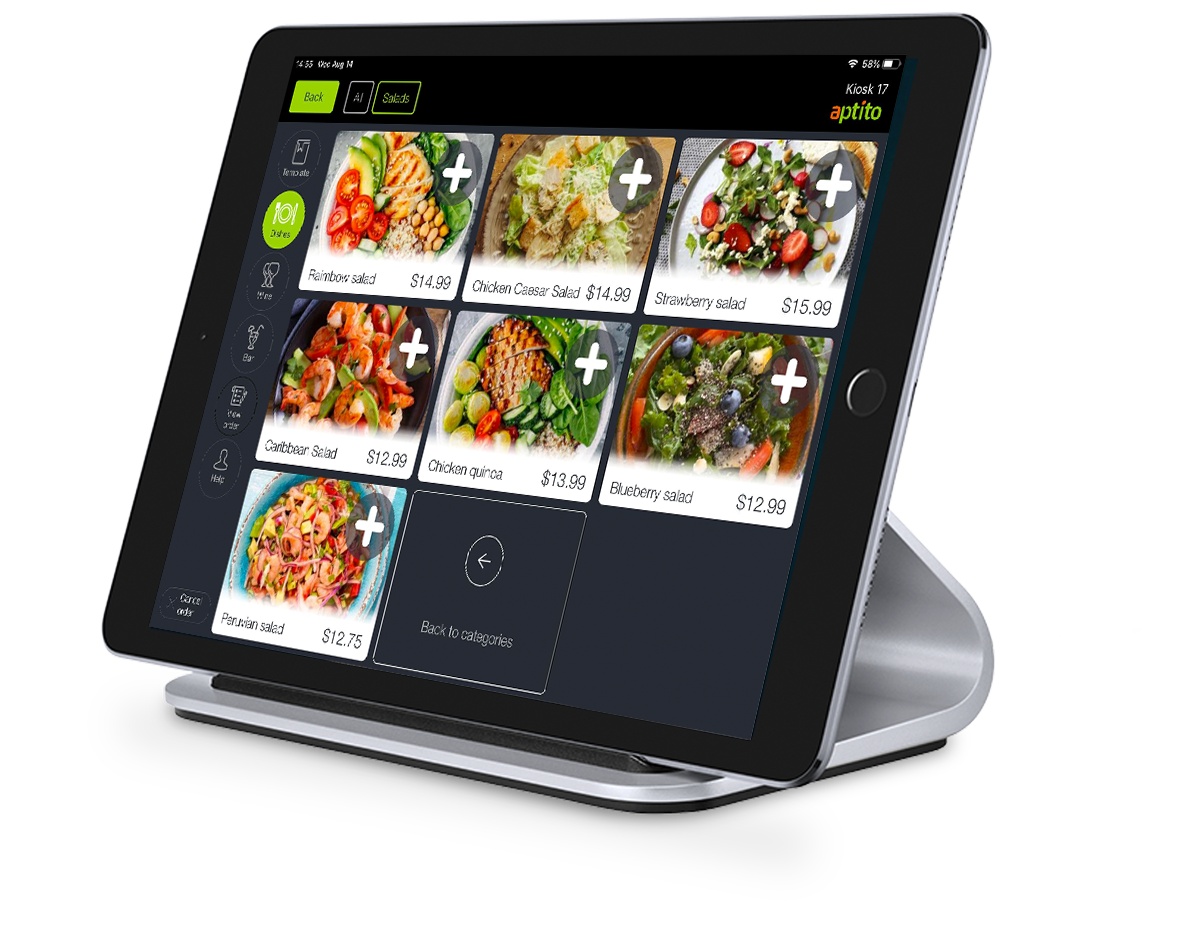 14:55 Wed Aug 14
58%
Back
All
Salads
Kiosk 17
aptito
Template
Dishes
Wine
Bar
View
order
Help
Cancel
order
Rainbow salad $14.99
Chicken Caesar Salad $14.99
Strawberry salad $15.99
Caribbean Salad $12.99
Chicken quinoa $13.99
Blueberry salad $12.99
Peruvian salad $12.75
Back to categories